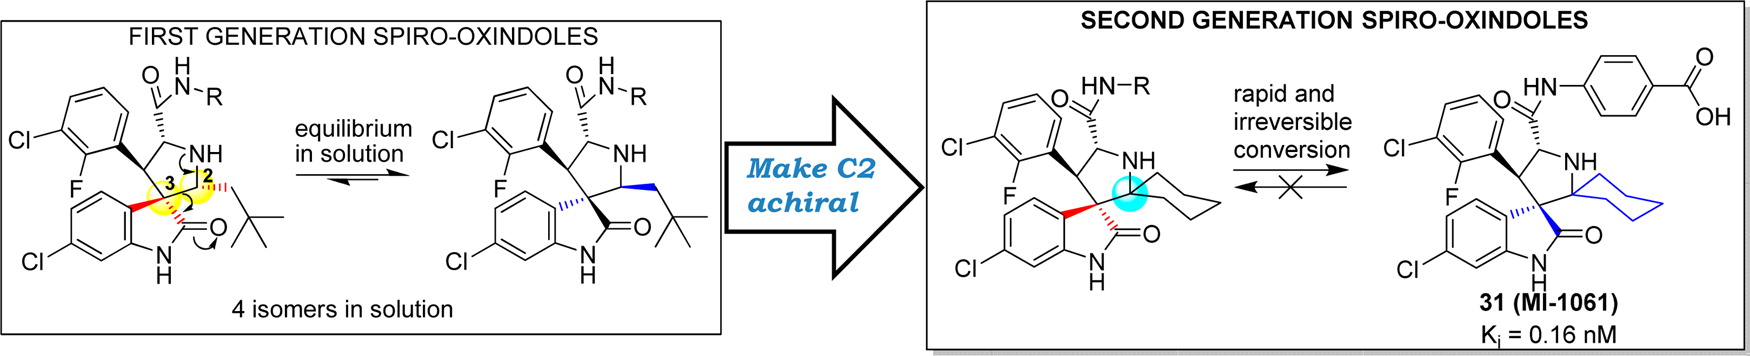 FIRST GENERATION SPIRO-OXINDOLES
O
H
N
R
Cl
F
NH
3
2
O
Cl
N
H
equilibrium
in solution
O
H
N
R
Cl
F
NH
O
Cl
N
H
4 isomers in solution
Make C2
achiral
SECOND GENERATION SPIRO-OXINDOLES
HN
R
O
Cl
F
NH
O
Cl
N
H
rapid and
irreversible
conversion
O
OH
HN
O
Cl
F
NH
O
Cl
N
H
31 (MI-1061)
Ki = 0.16 nM